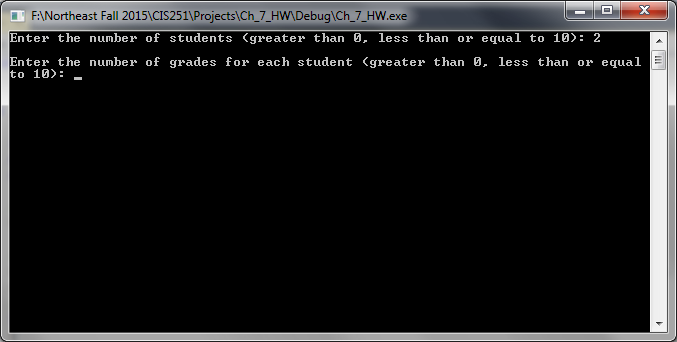 F:\Northeast Fall 2015\CIS251\Projects\Ch_7_HW\Debug\Ch_7_HW.exe
Enter the number of students (greater than 0, less than or equal to 10): 2
Enter the number of grades for each student (greater than 0, less than or equal
to 10): _